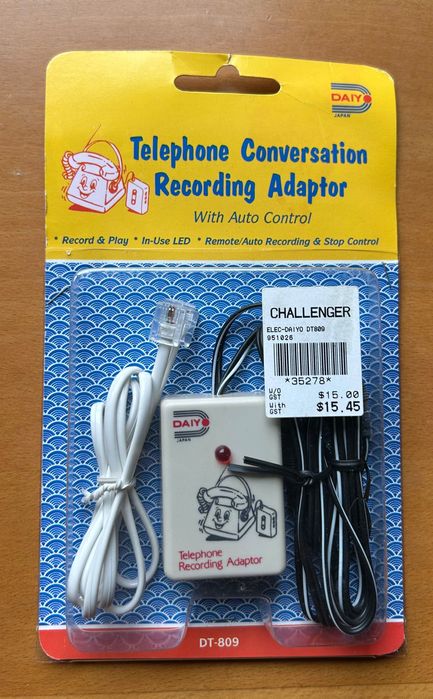 DAIYO
JAPAN
Telephone Conversation
Recording Adaptor
With Auto Control
• Record & Play • In-Use LED • Remote/Auto Recording & Stop Control
CHALLENGER
ELEC-DAIYO DT809
951026
*35278*
W/O
GST $15.00
With
GST $15.45
DAIYO
JAPAN
Telephone
Recording Adaptor
DT-809